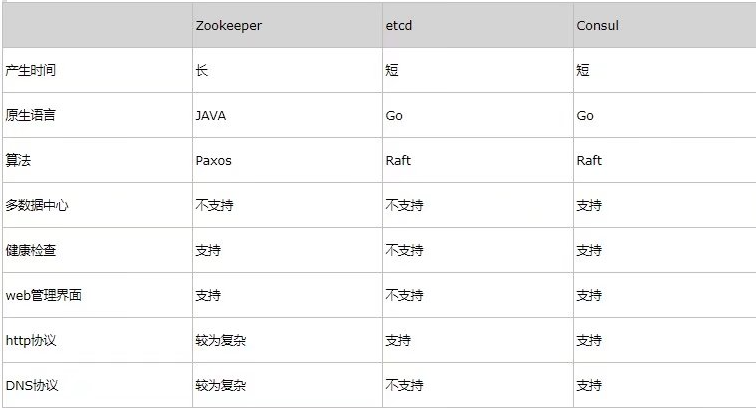 Zookeeper etcd Consul
产生时间 长 短 短
原生语言 JAVA Go Go
算法 Paxos Raft Raft
多数据中心 不支持 不支持 支持
健康检查 支持 不支持 支持
web管理界面 支持 不支持 支持
http协议 较为复杂 支持 支持
DNS协议 较为复杂 不支持 支持